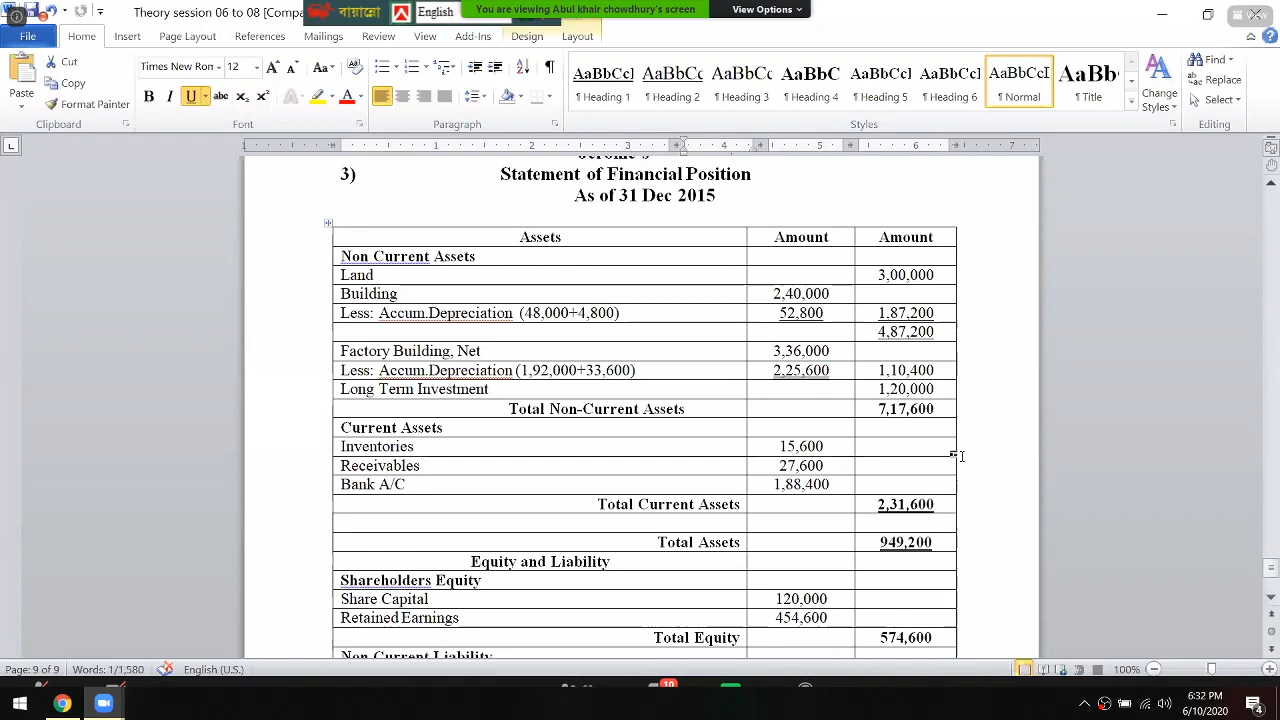 Theory session 06 to 08 [Compa
বায়ান্নো English
You are viewing Abul khair chowdhury's screen
View Options
View
File Home Insert Page Layout References Mailings Review View Add-Ins Design Layout
Paste
Cut
Copy
Format Painter
Times New Ron 12
AaBbCcI AaBbCcI AaBbCc AaBbC AaBbCcI AaBbCcI AaBbCcI AaBb
¶ Heading 1 ¶ Heading 2 ¶ Heading 3 ¶ Heading 4 ¶ Heading 5 ¶ Heading 6 ¶ Normal ¶ Title
Change Styles
Find
Replace
Select
Clipboard Font Paragraph Styles Editing
Jerome's
3) Statement of Financial Position
As of 31 Dec 2015
Assets Amount Amount
Non Current Assets
Land 3,00,000
Building 2,40,000
Less: Accum.Depreciation (48,000+4,800) 52,800 1,87,200
4,87,200
Factory Building, Net 3,36,000
Less: Accum.Depreciation (1,92,000+33,600) 2,25,600 1,10,400
Long Term Investment 1,20,000
Total Non-Current Assets 7,17,600
Current Assets
Inventories 15,600
Receivables 27,600
Bank A/C 1,88,400
Total Current Assets 2,31,600
Total Assets 949,200
Equity and Liability
Shareholders Equity
Share Capital 120,000
Retained Earnings 454,600
Total Equity 574,600
Non Current Liability
Page: 9 of 9 Words: 1/1,580 English (U.S.) 100%
10
6:32 PM
6/10/2020
4